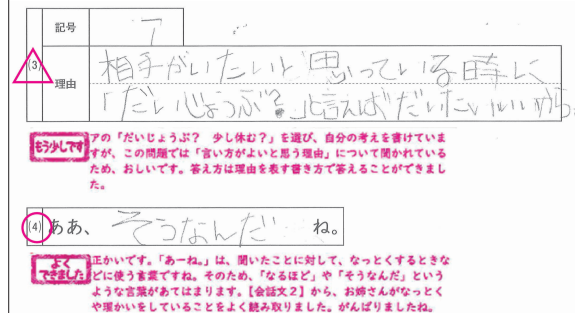 記号 ア
(3)
理由
相手がいたいと思っている時に
「だいじょうぶ?」と言えばだいたいいいから。
もう少しです
アの「だいじょうぶ？　少し休む？」を選び、自分の考えを書けていま
すが、この問題では「言い方がよいと思う理由」について聞かれている
ため、おしいです。答え方は理由を表す書き方で答えることができまし
た。
(4) ああ、 そうなんだ ね。
よくできました
正かいです。「あーね。」は、聞いたことに対して、なっとくするときな
どに使う言葉ですね。そのため、「なるほど」や「そうなんだ」という
ような言葉があてはまります。【会話文２】から、お姉さんがなっとく
や理かいをしていることをよく読み取りました。がんばりましたね。